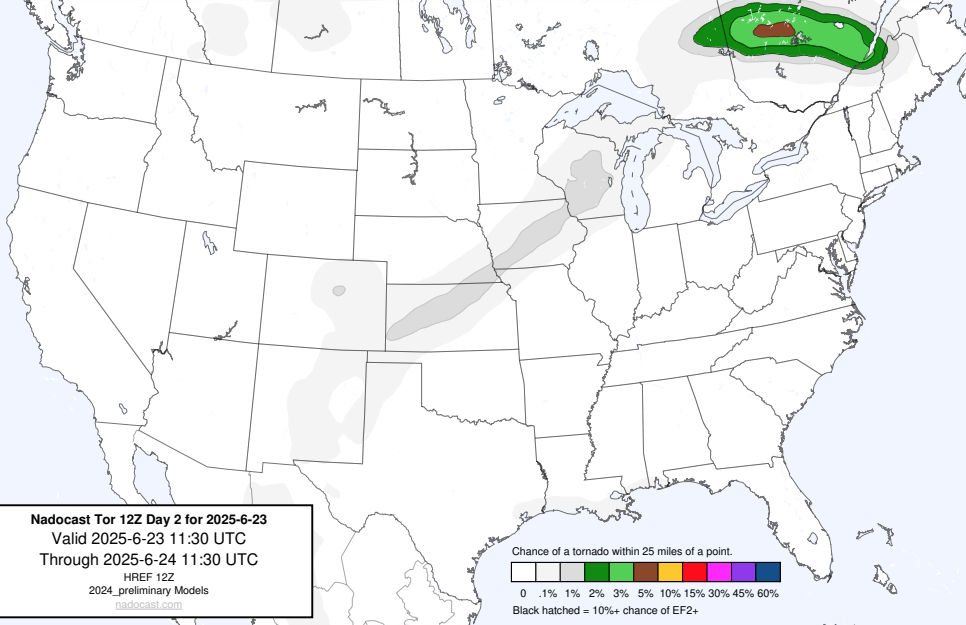 Nadocast Tor 12Z Day 2 for 2025-6-23
Valid 2025-6-23 11:30 UTC
Through 2025-6-24 11:30 UTC
HREF 12Z
2024_preliminary Models
nadocast.com
Chance of a tornado within 25 miles of a point.
0 .1% 1% 2% 3% 5% 10% 15% 30% 45% 60%
Black hatched = 10%+ chance of EF2+